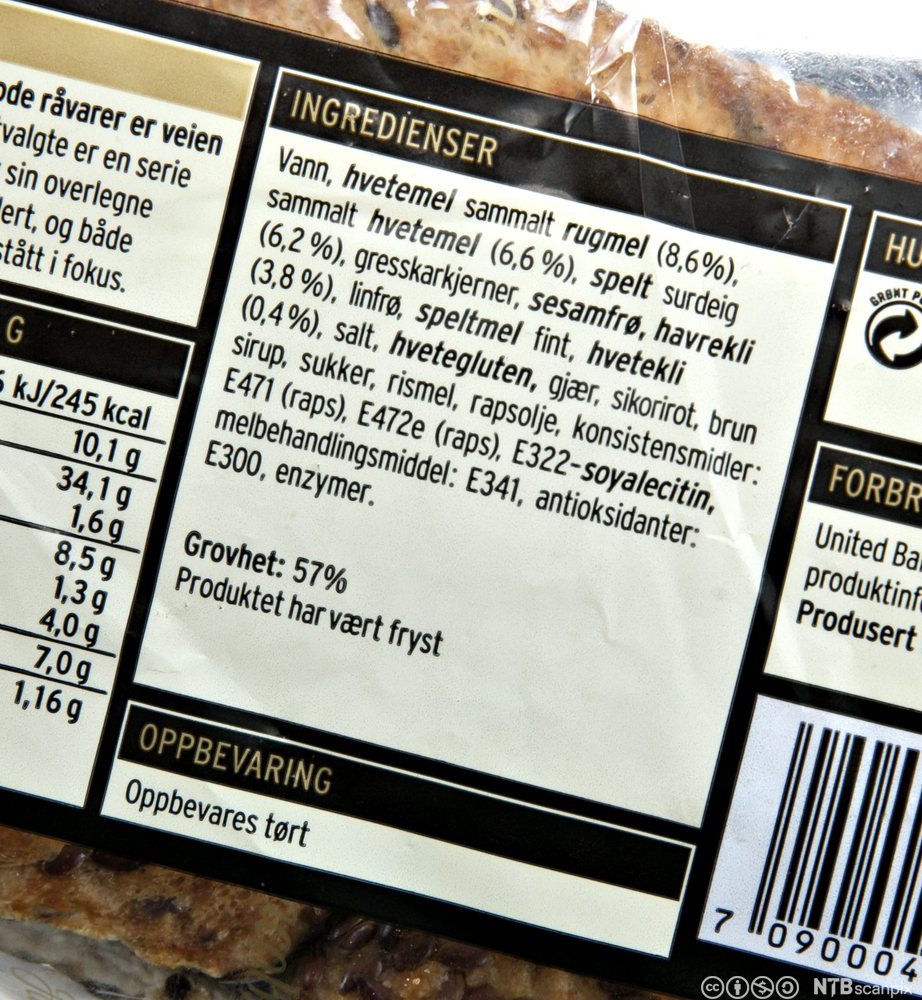 ode råvarer er veien
valgte er en serie
sin overlegne
lert, og både
stått i fokus.
G
kJ/245 kcal
10,1 g
34,1 g
1,6 g
8,5 g
1,3 g
4,0 g
7,0 g
1,16 g
INGREDIENSER
Vann, hvetemel sammalt rugmel (8,6%),
sammalt hvetemel (6,6 %), spelt surdeig
(6,2 %), gresskarkjerner, sesamfrø, havrekli
(3,8 %), linfrø, speltmel fint, hvetekli
(0,4 %), salt, hvetegluten, gjær, sikorirot, brun
sirup, sukker, rismel, rapsolje, konsistensmidler:
E471 (raps), E472e (raps), E322-soyalecitin,
melbehandlingsmiddel: E341, antioksidanter:
E300, enzymer.
Grovhet: 57%
Produktet har vært fryst
OPPBEVARING
Oppbevares tørt
HU
GRØNT P
FORBR
United Ba
produktinf
Produsert
7 090004
cc NTB scanpix